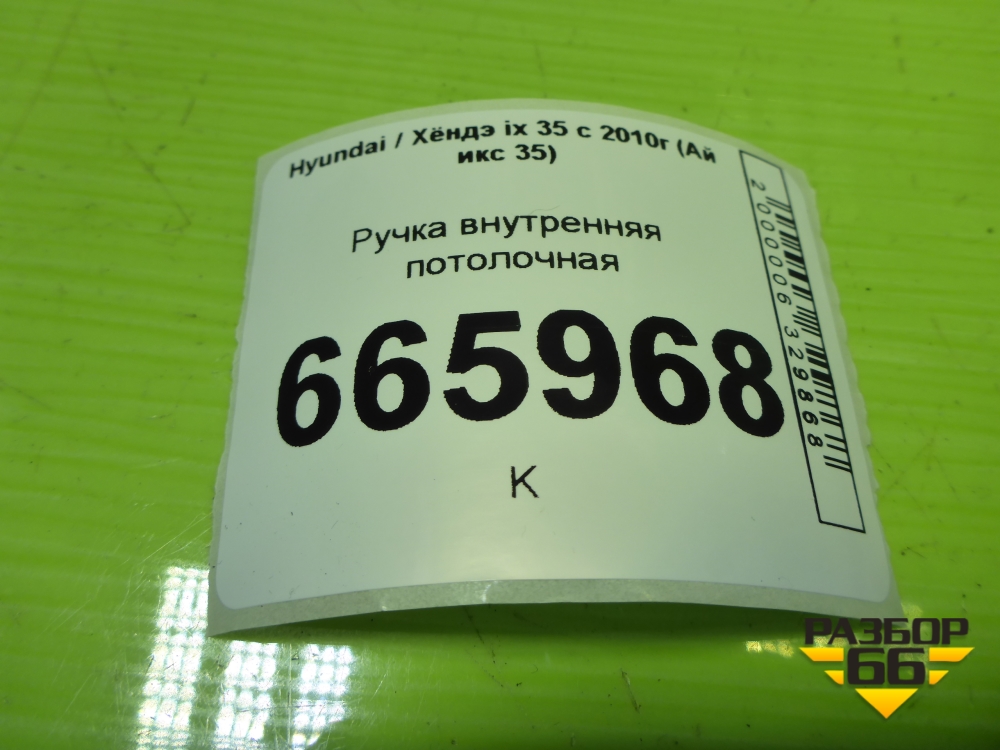 Hyundai / Хёндэ ix 35 с 2010г (Ай
икс 35)
Ручка внутренняя
потолочная
665968
К
2000006329868
РАЗБОР
66